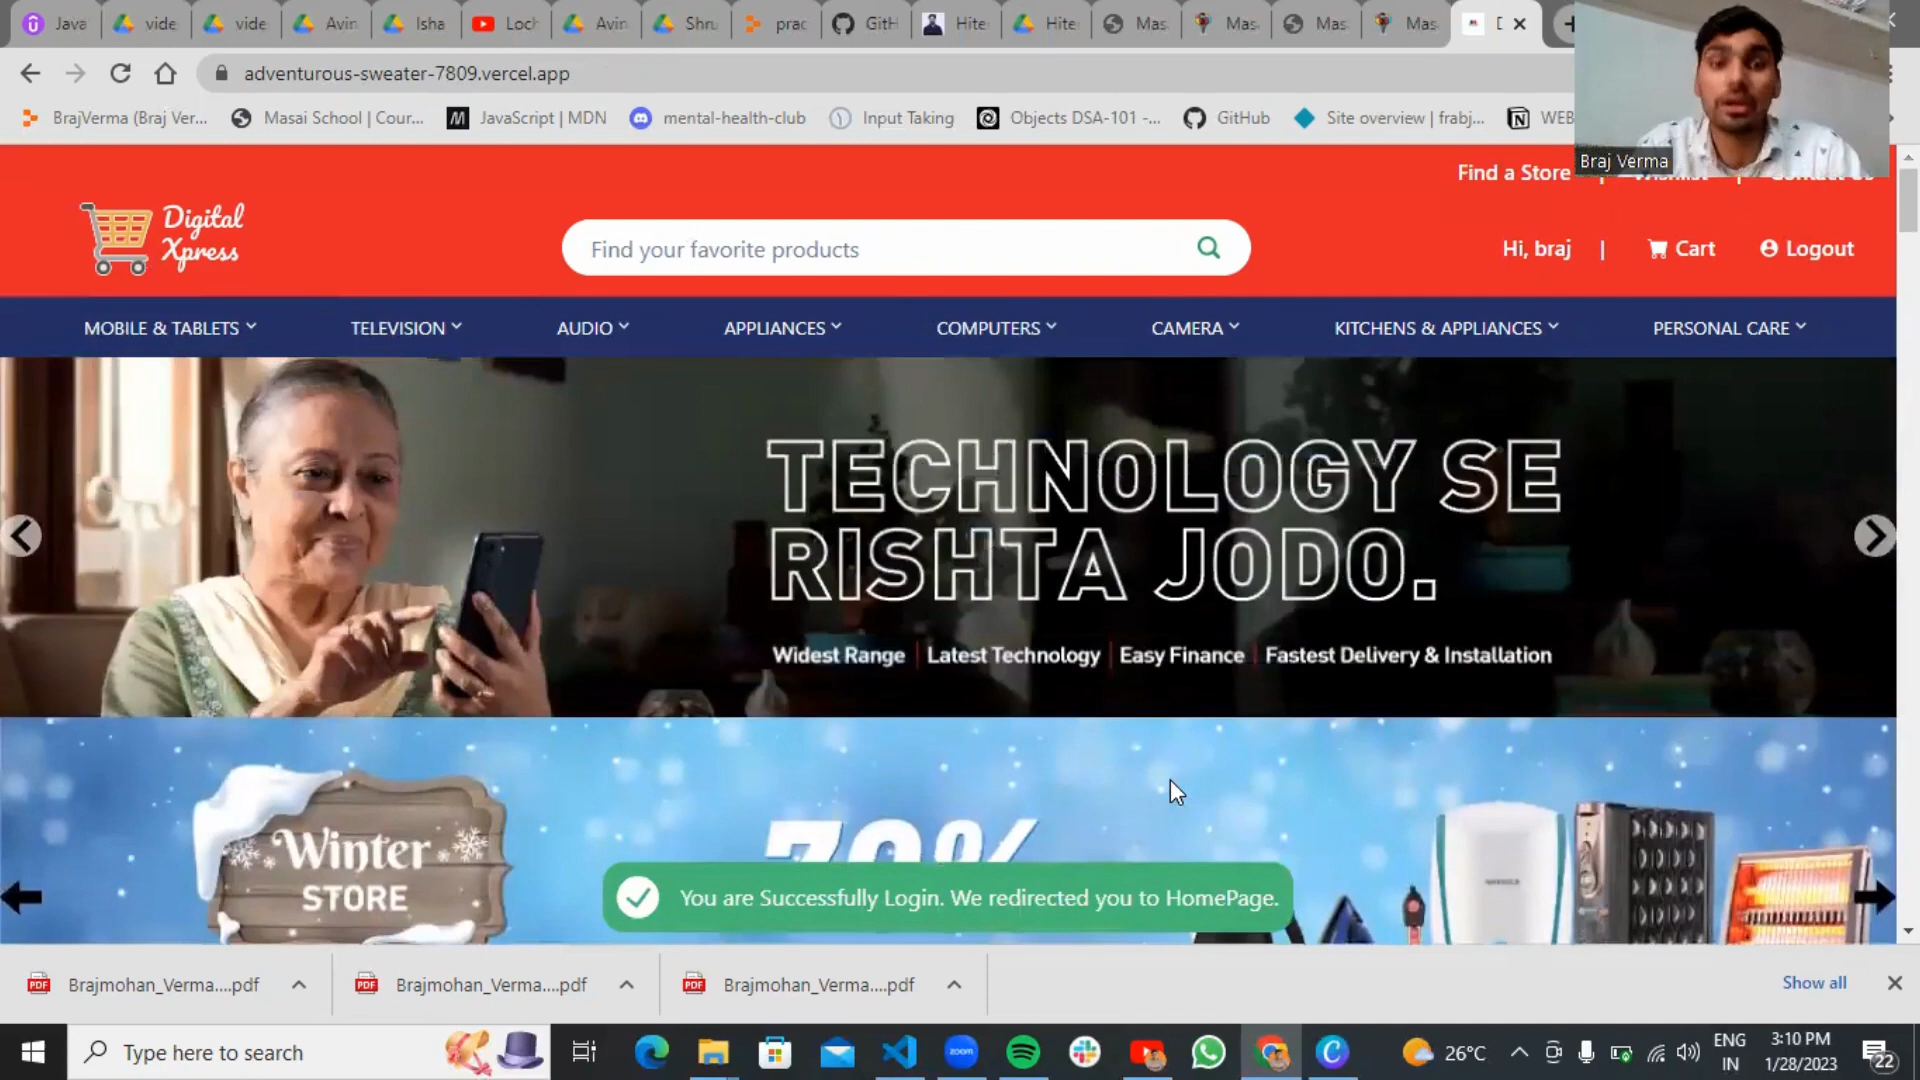 Java
vide
vide
Avin
Isha
Loch
Avin
Shru
prac
GitH
Hite
Hite
Mas
Mas
Mas
Mas
adventurous-sweater-7809.vercel.app
BrajVerma (Braj Ver...
Masai School | Cour...
JavaScript | MDN
mental-health-club
Input Taking
Objects DSA-101 -...
GitHub
Site overview | frabj...
WEB
Braj Verma
Find a Store |
Digital
Xpress
Find your favorite products
Hi, braj |
Cart
Logout
MOBILE & TABLETS
TELEVISION
AUDIO
APPLIANCES
COMPUTERS
CAMERA
KITCHENS & APPLIANCES
PERSONAL CARE
TECHNOLOGY SE
RISHTA JODO.
Widest Range | Latest Technology | Easy Finance | Fastest Delivery & Installation
Winter
STORE
70%
You are Successfully Login. We redirected you to HomePage.
Brajmohan_Verma....pdf
Brajmohan_Verma....pdf
Brajmohan_Verma....pdf
Show all
Type here to search
zoom
26°C
ENG
IN
3:10 PM
1/28/2023
22